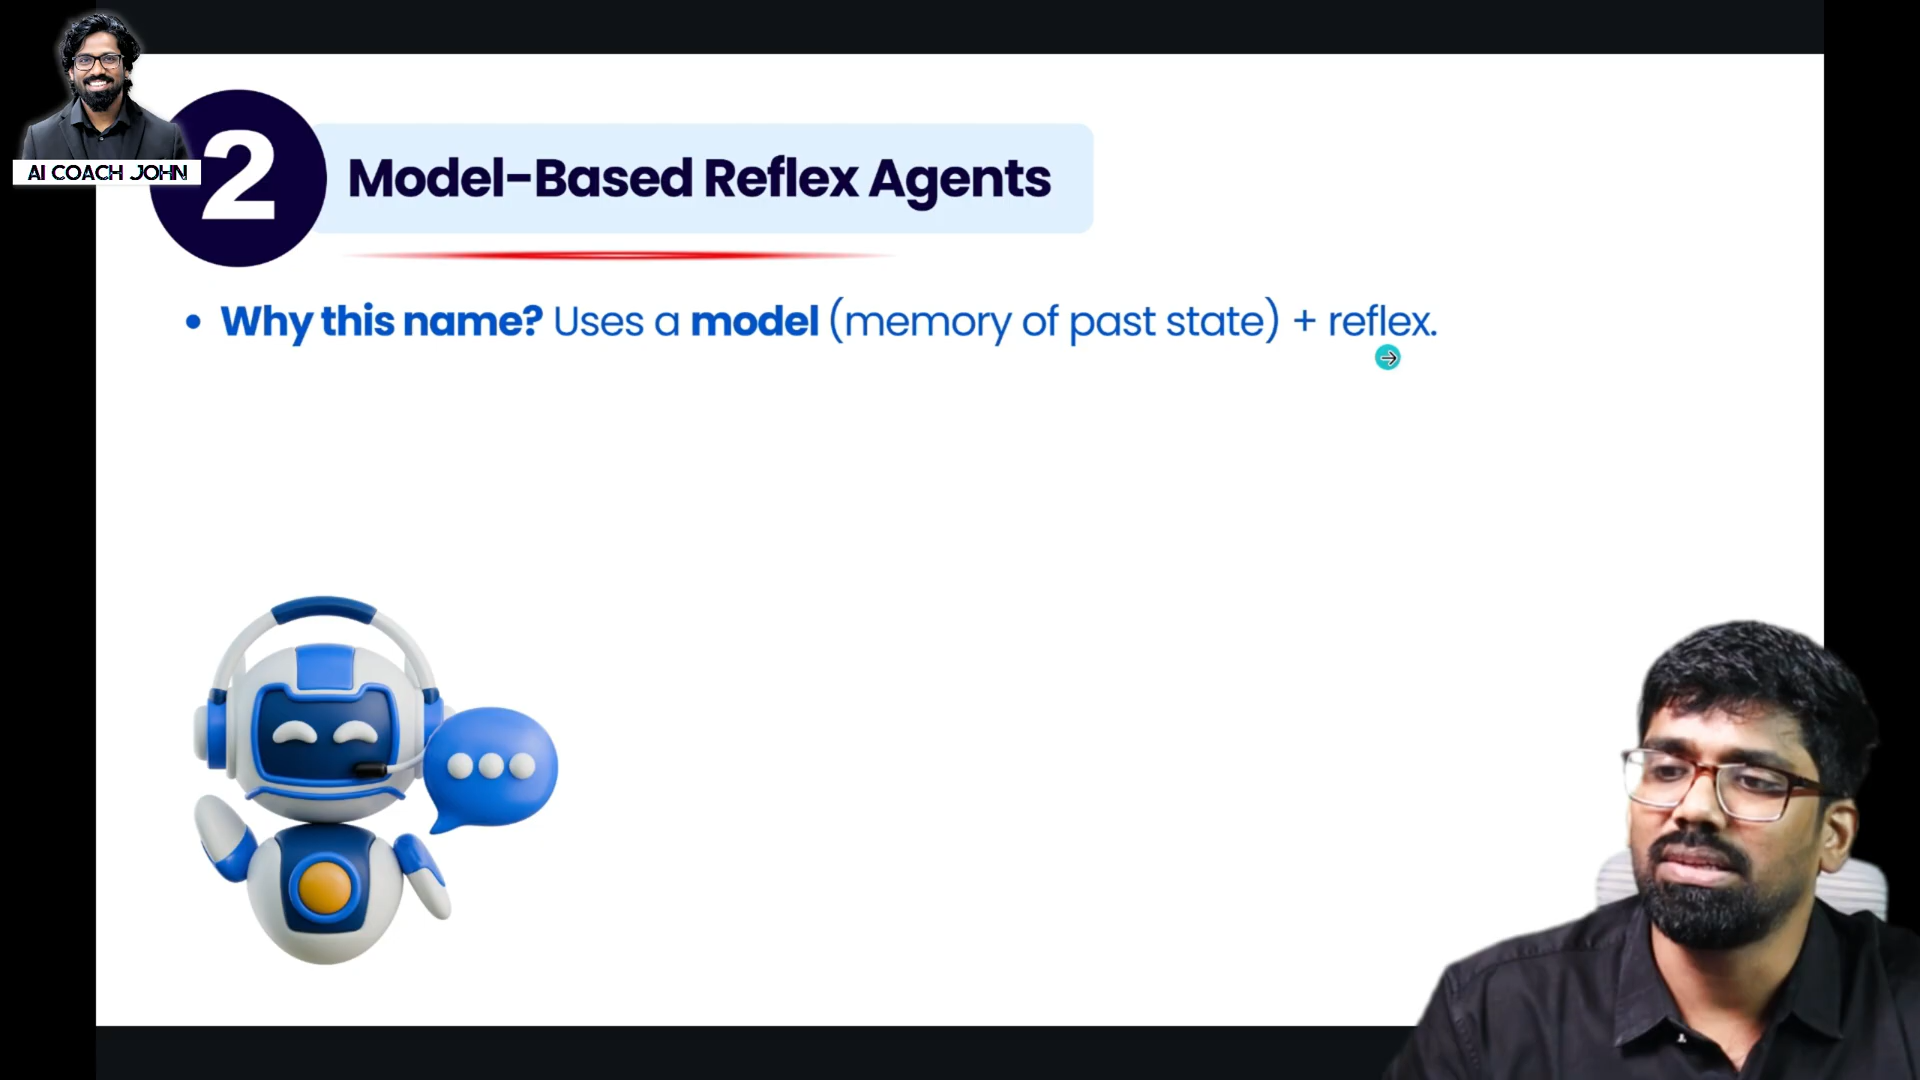 AI COACH JOHN
2
Model-Based Reflex Agents
• Why this name? Uses a model (memory of past state) + reflex.